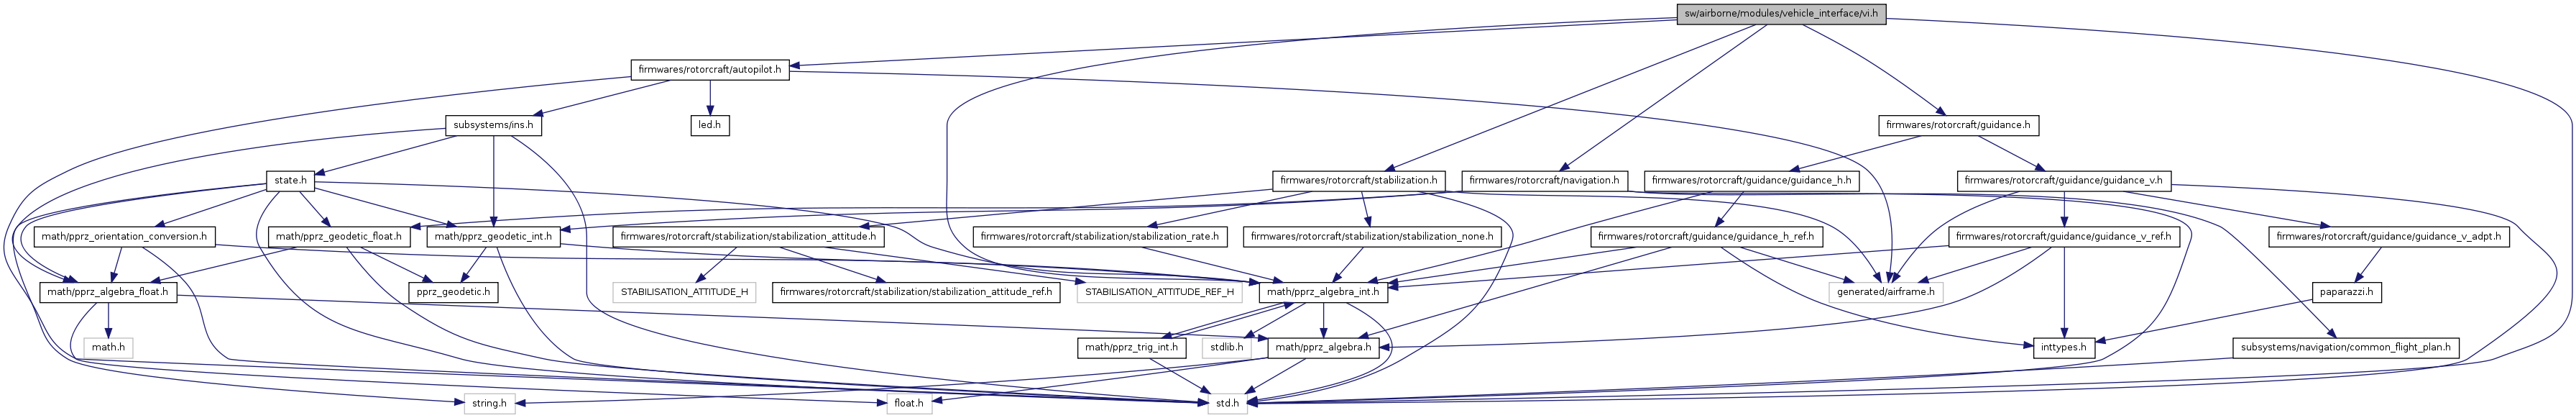 sw/airborne/modules/vehicle_interface/vi.h
firmwares/rotorcraft/autopilot.h
subsystems/ins.h
led.h
firmwares/rotorcraft/guidance.h
state.h
firmwares/rotorcraft/stabilization.h
firmwares/rotorcraft/navigation.h
firmwares/rotorcraft/guidance/guidance_h.h
firmwares/rotorcraft/guidance/guidance_v.h
math/pprz_orientation_conversion.h
math/pprz_geodetic_float.h
math/pprz_geodetic_int.h
firmwares/rotorcraft/stabilization/stabilization_attitude.h
firmwares/rotorcraft/stabilization/stabilization_rate.h
firmwares/rotorcraft/stabilization/stabilization_none.h
firmwares/rotorcraft/guidance/guidance_h_ref.h
firmwares/rotorcraft/guidance/guidance_v_ref.h
firmwares/rotorcraft/guidance/guidance_v_adpt.h
math/pprz_algebra_float.h
pprz_geodetic.h
STABILISATION_ATTITUDE_H
firmwares/rotorcraft/stabilization/stabilization_attitude_ref.h
STABILISATION_ATTITUDE_REF_H
math/pprz_algebra_int.h
generated/airframe.h
paparazzi.h
math.h
math/pprz_trig_int.h
stdlib.h
math/pprz_algebra.h
inttypes.h
subsystems/navigation/common_flight_plan.h
string.h
float.h
std.h